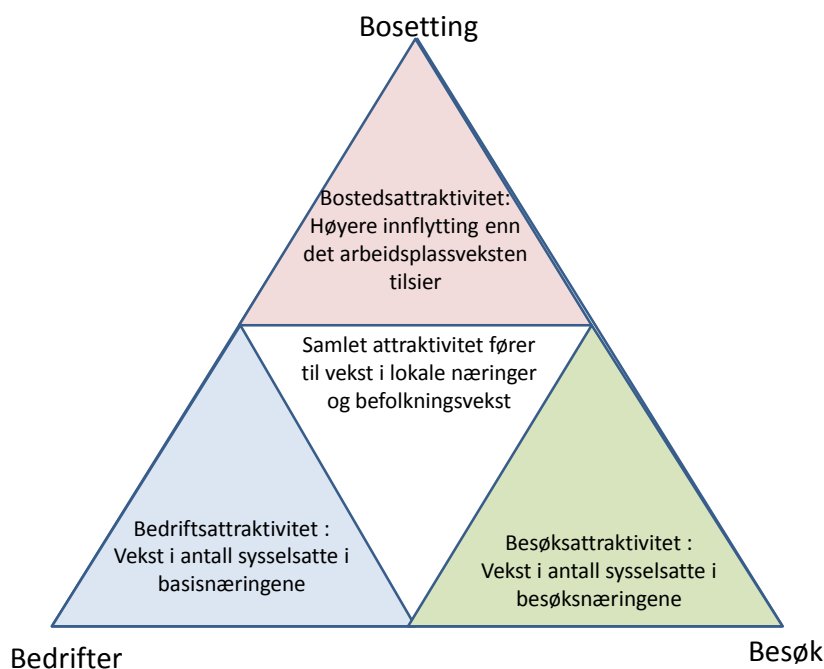 Bosetting
Bostedsattraktivitet:
Høyere innflytting enn
det arbeidsplassveksten
tilsier
Samlet attraktivitet fører
til vekst i lokale næringer
og befolkningsvekst
Bedriftsattraktivitet :
Vekst i antall sysselsatte i
basisnæringene
Besøksattraktivitet :
Vekst i antall sysselsatte i
besøksnæringene
Bedrifter
Besøk